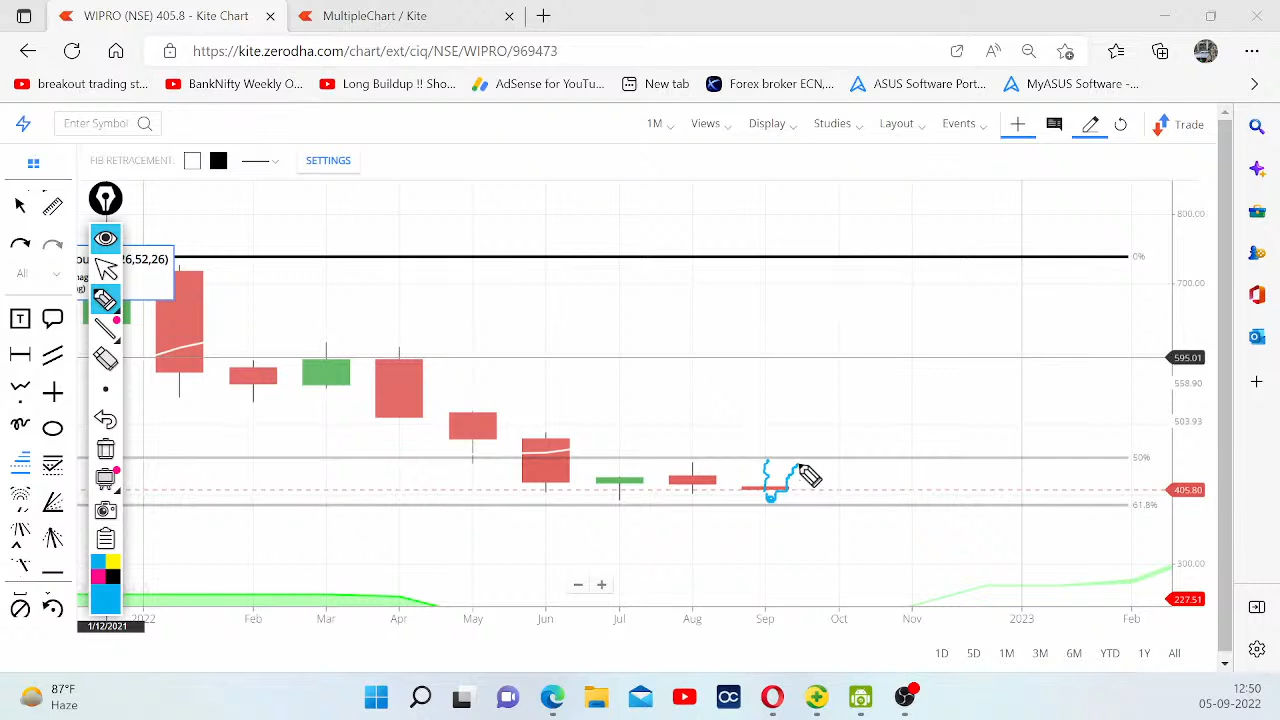 WIPRO (NSE) 405.8 - Kite Chart
MultipleChart / Kite
https://kite.zerodha.com/chart/ext/ciq/NSE/WIPRO/969473
breakout trading st...
BankNifty Weekly O...
Long Buildup !! Sho...
AdSense for YouTu...
New tab
Forex broker ECN,...
ASUS Software Port...
MyASUS Software -...
Enter Symbol
1M
Views
Display
Studies
Layout
Events
Trade
FIB RETRACEMENT:
SETTINGS
26,52,26)
All
T
800.00
0%
700.00
595.01
558.90
503.93
50%
405.80
61.8%
300.00
227.51
1/12/2021
2022
Feb
Mar
Apr
May
Jun
Jul
Aug
Sep
Oct
Nov
2023
Feb
1D
5D
1M
3M
6M
YTD
1Y
All
87°F
Haze
12:50
05-09-2022